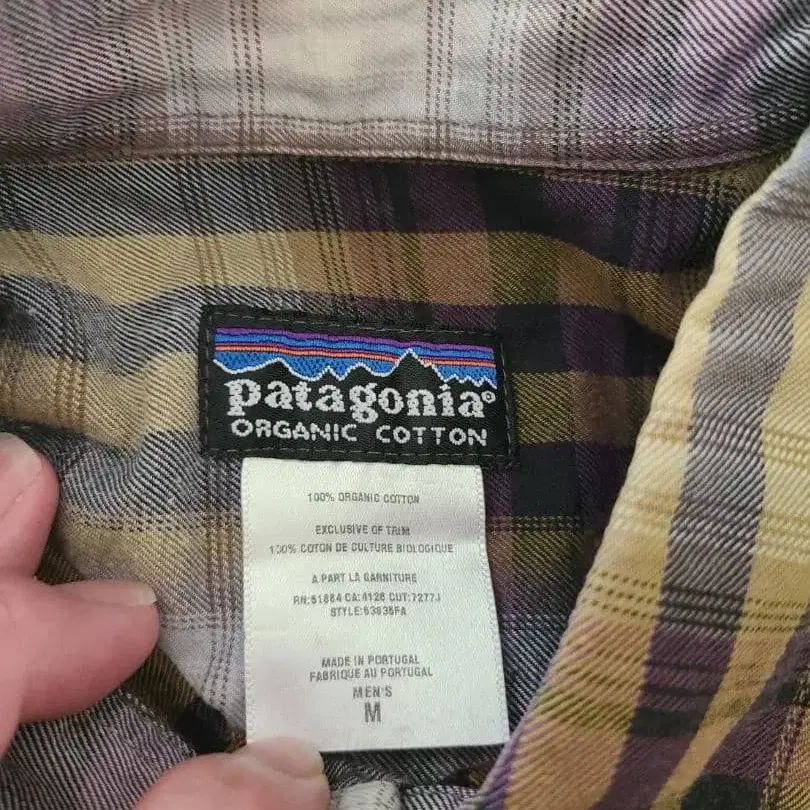 patagonia®
ORGANIC COTTON
100% ORGANIC COTTON
EXCLUSIVE OF TRIM
100% COTON DE CULTURE BIOLOGIQUE
A PART LA GARNITURE
RN:51884 CA:4126 CUT:7277J
STYLE:53835FA
MADE IN PORTUGAL
FABRIQUE AU PORTUGAL
MEN'S
M